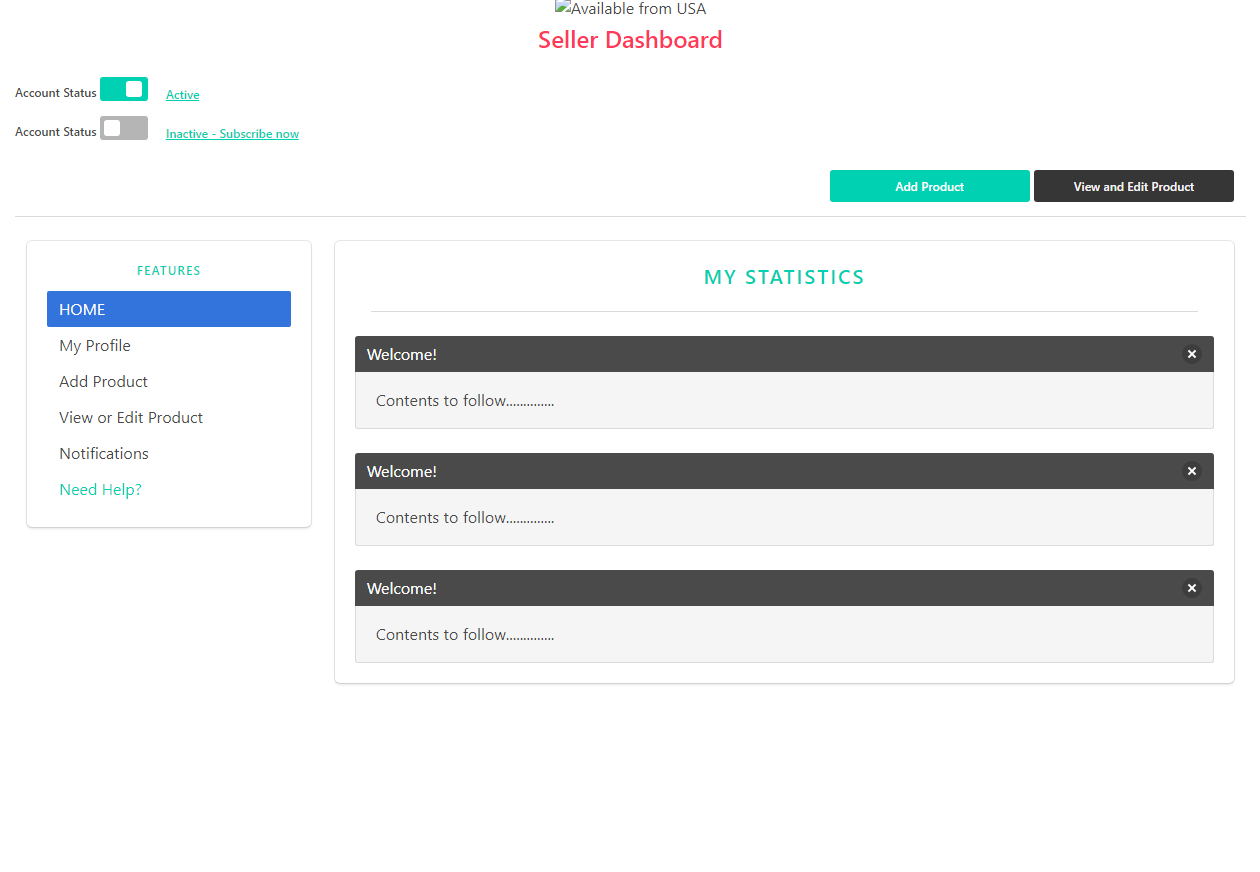 Available from USA
Seller Dashboard
Account Status Active
Account Status Inactive - Subscribe now
Add Product View and Edit Product
FEATURES
HOME
My Profile
Add Product
View or Edit Product
Notifications
Need Help?
MY STATISTICS
Welcome!
Contents to follow..............
Welcome!
Contents to follow..............
Welcome!
Contents to follow..............